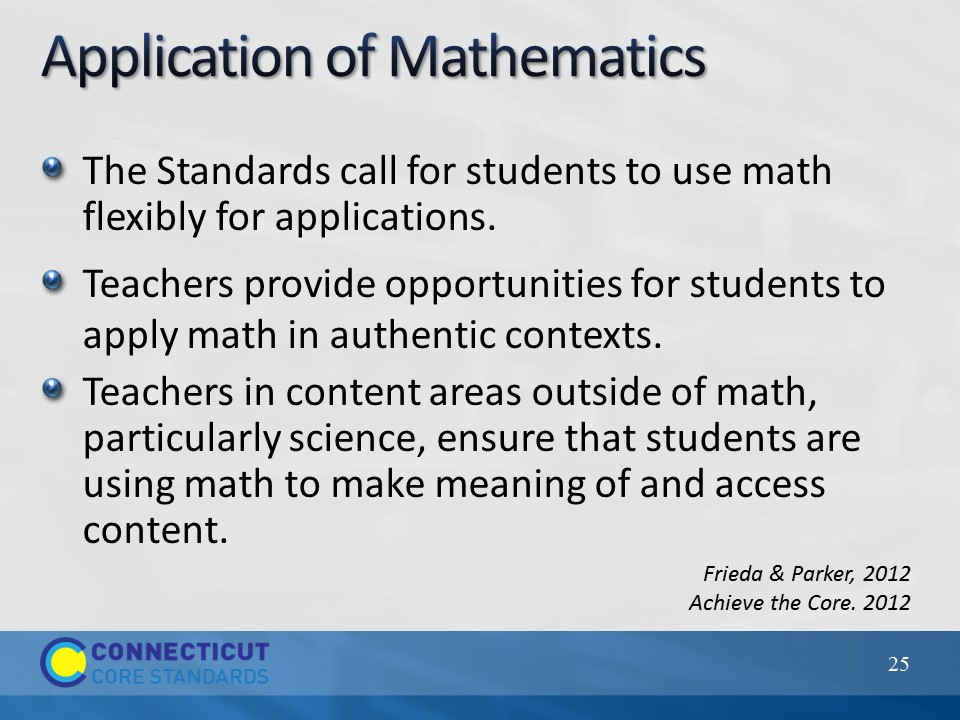 Application of Mathematics
The Standards call for students to use math
flexibly for applications.
Teachers provide opportunities for students to
apply math in authentic contexts.
Teachers in content areas outside of math,
particularly science, ensure that students are
using math to make meaning of and access
content.
Frieda & Parker, 2012
Achieve the Core. 2012
CONNECTICUT
CORE STANDARDS
25